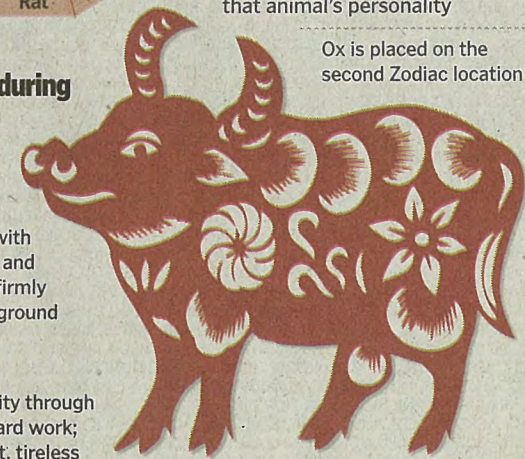 Rat
that animal's personality
Ox is placed on the
second Zodiac location
during
with
and
firmly
ground
ity through
ard work;
t, tireless